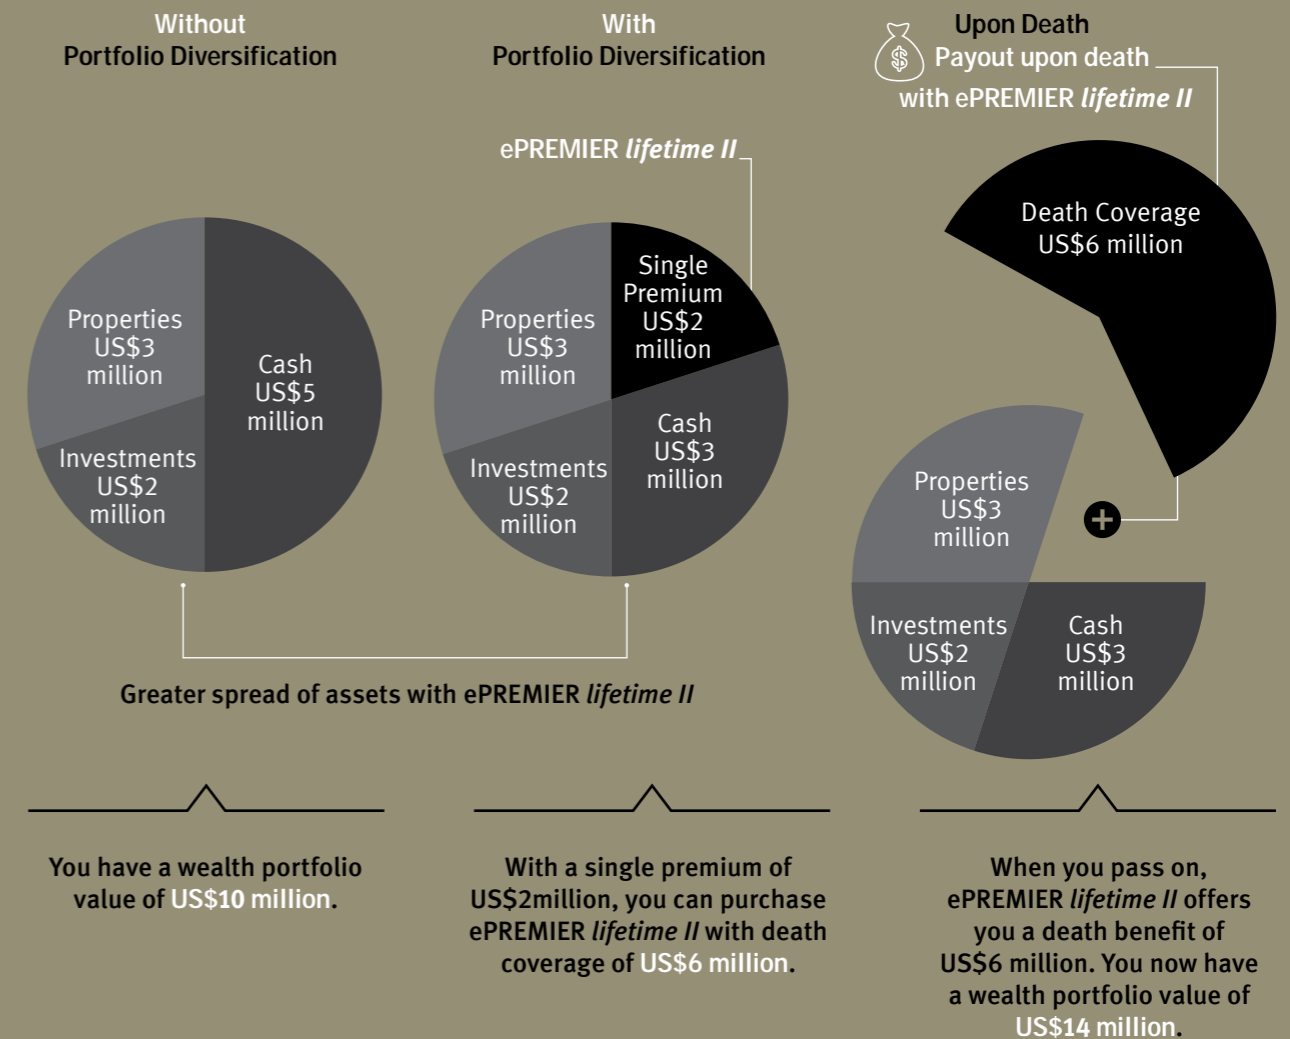 Without
Portfolio Diversification
Properties
US$3
million
Cash
US$5
million
Investments
US$2
million
With
Portfolio Diversification
ePREMIER lifetime II
Single
Premium
US$2
million
Properties
US$3
million
Cash
US$3
million
Investments
US$2
million
Greater spread of assets with ePREMIER lifetime II
Upon Death
$
Payout upon death
with ePREMIER lifetime II
Death Coverage
US$6 million
+
Properties
US$3
million
Investments
US$2
million
Cash
US$3
million
You have a wealth portfolio
value of US$10 million.
With a single premium of
US$2million, you can purchase
ePREMIER lifetime II with death
coverage of US$6 million.
When you pass on,
ePREMIER lifetime II offers
you a death benefit of
US$6 million. You now have
a wealth portfolio value of
US$14 million.